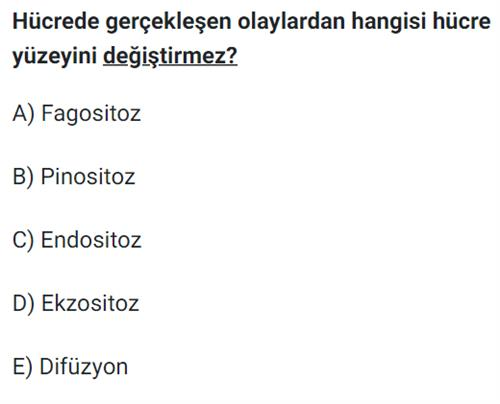 Hücrede gerçekleşen olaylardan hangisi hücre
yüzeyini değiştirmez?
A) Fagositoz
B) Pinositoz
C) Endositoz
D) Ekzositoz
E) Difüzyon